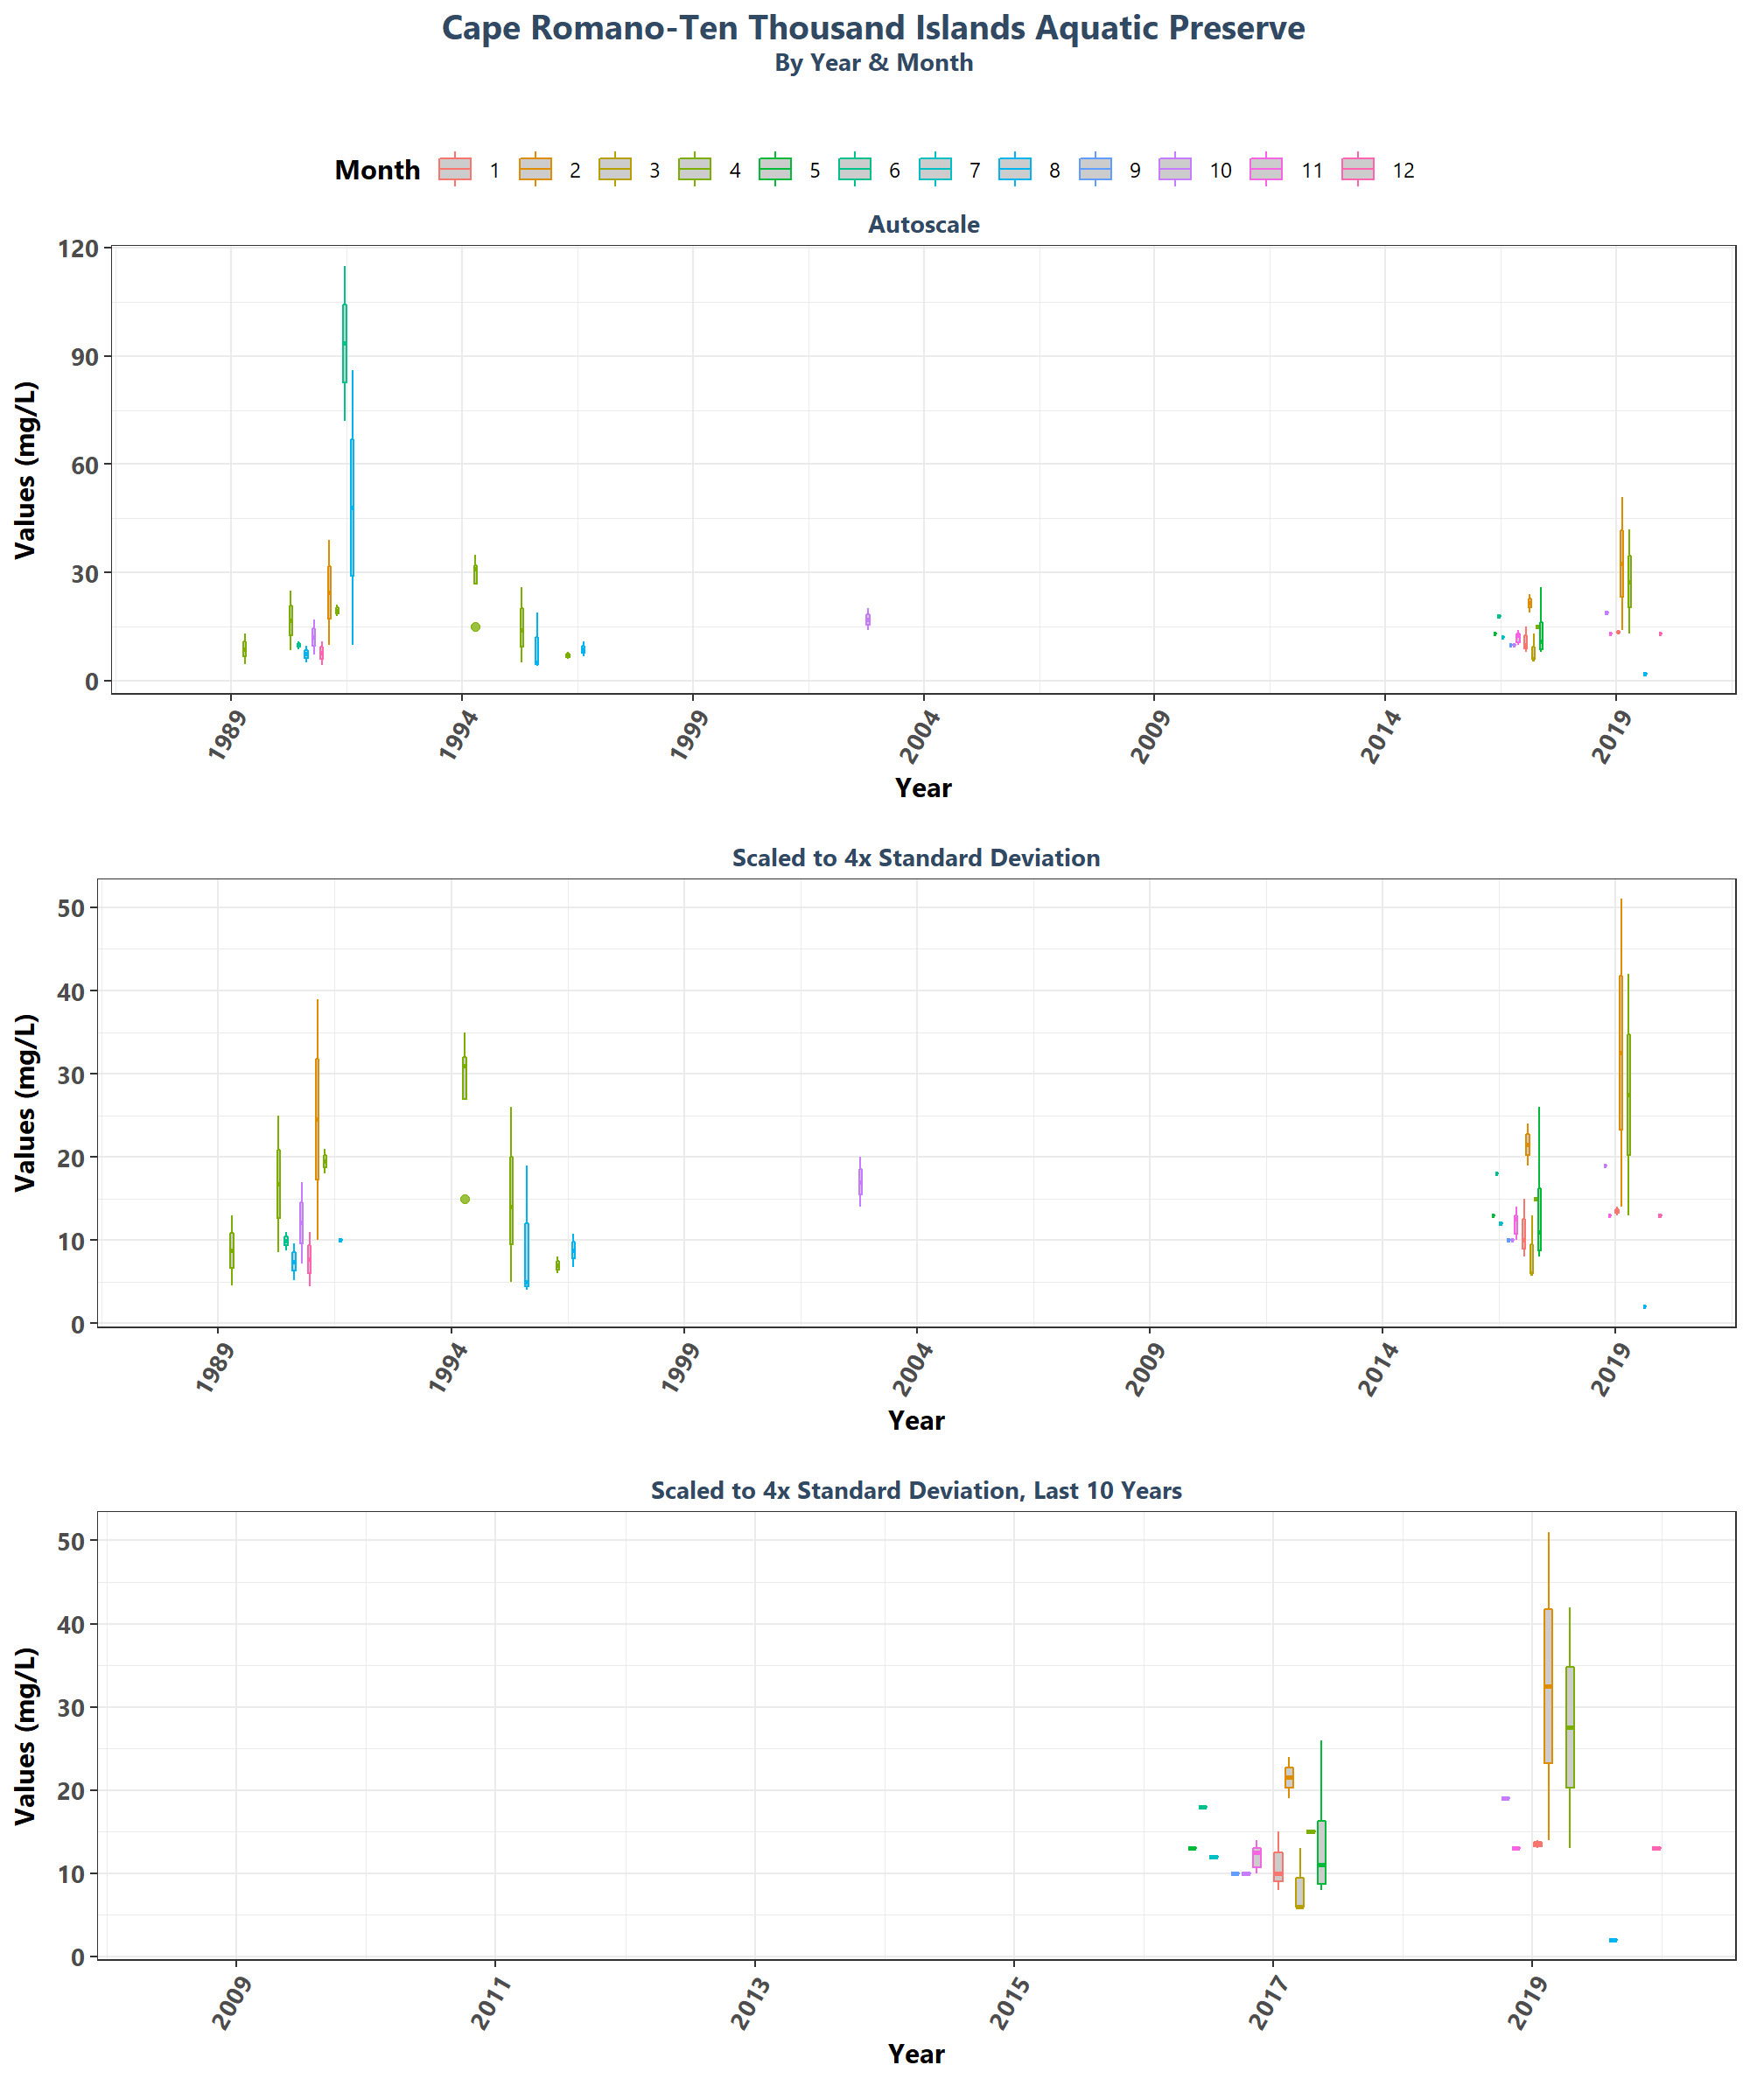 Cape Romano-Ten Thousand Islands Aquatic Preserve
By Year & Month
Month 1 2 3 4 5 6 7 8 9 10 11 12
Autoscale
Values (mg/L)
120
90
60
30
0
1989 1994 1999 2004 2009 2014 2019
Year
Scaled to 4x Standard Deviation
Values (mg/L)
50
40
30
20
10
0
1989 1994 1999 2004 2009 2014 2019
Year
Scaled to 4x Standard Deviation, Last 10 Years
Values (mg/L)
50
40
30
20
10
0
2009 2011 2013 2015 2017 2019
Year